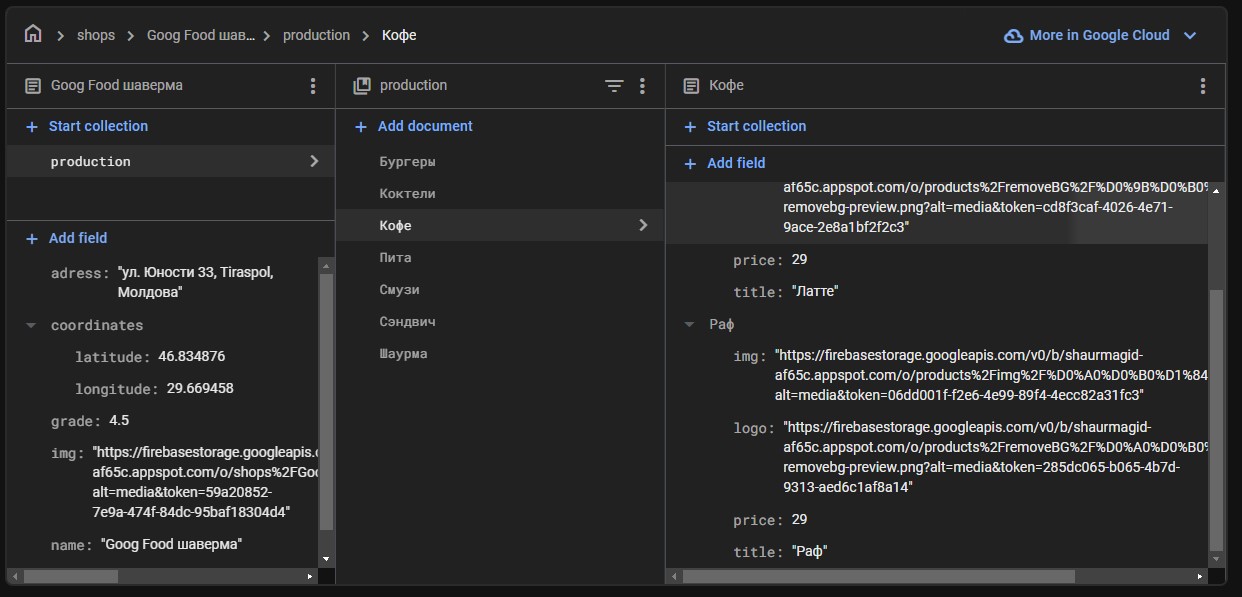 shops
Goog Food шав...
production
Кофе
More in Google Cloud
Goog Food шаверма
Start collection
production
Add field
adress: "ул. Юности 33, Tiraspol,
Молдова"
coordinates
latitude: 46.834876
longitude: 29.669458
grade: 4.5
img: "https://firebasestorage.googleapis.c
af65c.appspot.com/o/shops%2FGoo
alt=media&token=59a20852-
7e9a-474f-84dc-95baf18304d4"
name: "Goog Food шаверма"
production
Add document
Бургеры
Коктели
Кофе
Пита
Смузи
Сэндвич
Шаурма
Кофе
Start collection
Add field
af65c.appspot.com/o/products%2FremoveBG%2F%D0%9B%D0%B0%
removebg-preview.png?alt=media&token=cd8f3caf-4026-4e71-
9ace-2e8a1bf2f2c3"
price: 29
title: "Латте"
Раф
img: "https://firebasestorage.googleapis.com/v0/b/shaurmagid-
af65c.appspot.com/o/products%2Fimg%2F%D0%A0%D0%B0%D1%84
alt=media&token=06dd001f-f2e6-4e99-89f4-4ecc82a31fc3"
logo: "https://firebasestorage.googleapis.com/v0/b/shaurmagid-
af65c.appspot.com/o/products%2FremoveBG%2F%D0%A0%D0%B0%
removebg-preview.png?alt=media&token=285dc065-b065-4b7d-
9313-aed6c1af8a14"
price: 29
title: "Раф"